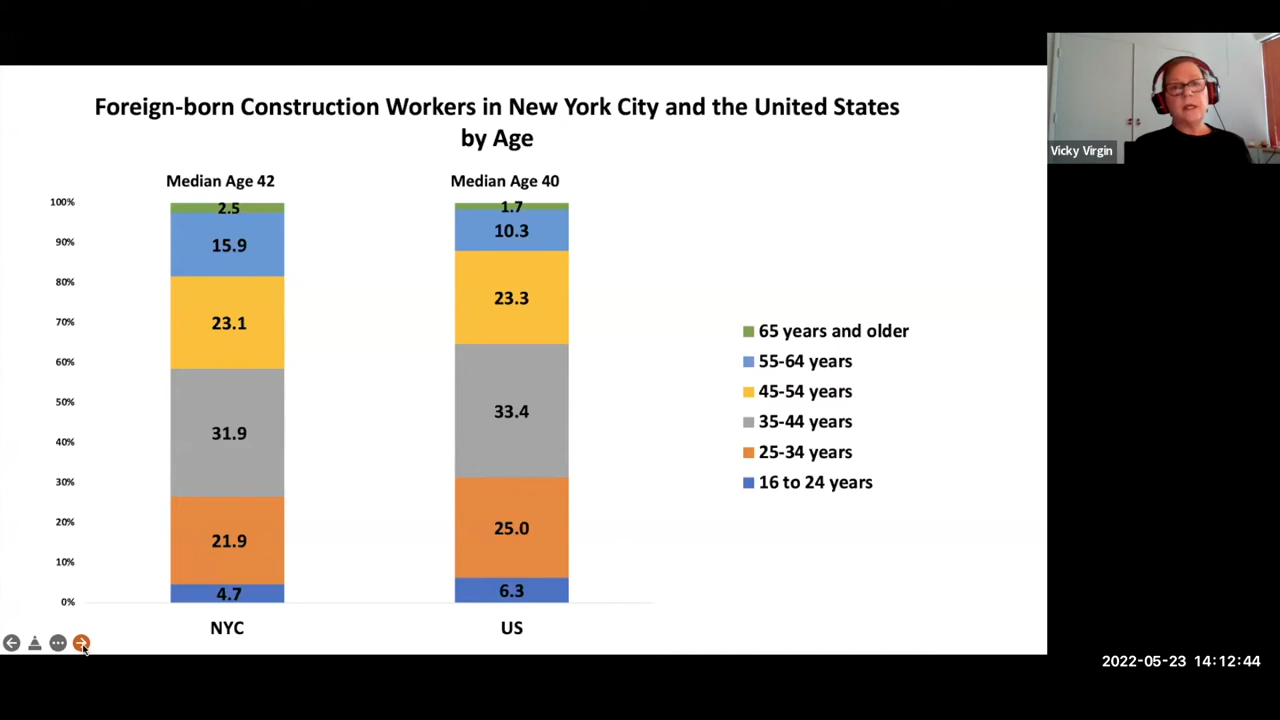 Foreign-born Construction Workers in New York City and the United States
by Age
Median Age 42
Median Age 40
100%
90%
80%
70%
60%
50%
40%
30%
20%
10%
0%
2.5
15.9
23.1
31.9
21.9
4.7
1.7
10.3
23.3
33.4
25.0
6.3
NYC
US
65 years and older
55-64 years
45-54 years
35-44 years
25-34 years
16 to 24 years
Vicky Virgin
2022-05-23 14:12:44